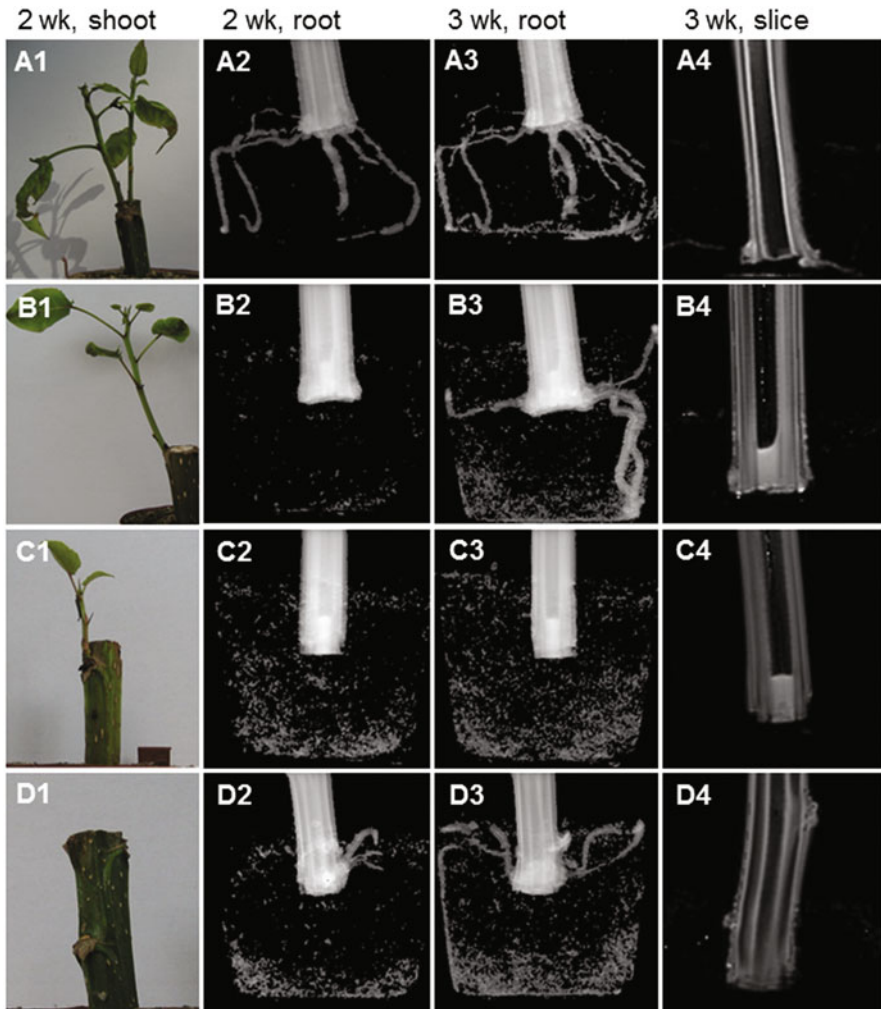 2 wk, shoot 2 wk, root 3 wk, root 3 wk, slice
A1 A2 A3 A4
B1 B2 B3 B4
C1 C2 C3 C4
D1 D2 D3 D4